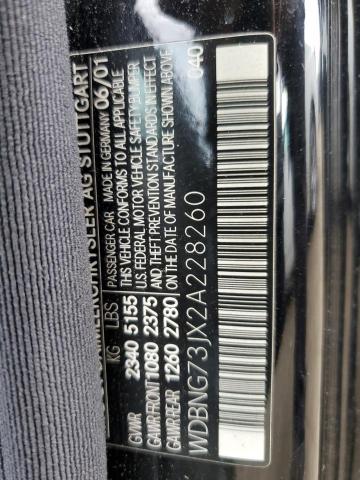 DAIMLERCHRYSLER AG STUTTGART
PASSENGER CAR MADE IN GERMANY 06/01
KG LBS THIS VEHICLE CONFORMS TO ALL APPLICABLE
GVWR 2340 5155 U.S. FEDERAL MOTOR VEHICLE SAFETY BUMPER
GAWR FRONT 1080 2375 AND THEFT PREVENTION STANDARDS IN EFFECT
GAWR REAR 1260 2780 ON DATE OF MANUFACTURE SHOWN ABOVE
WDBNG73JX2A228260 040